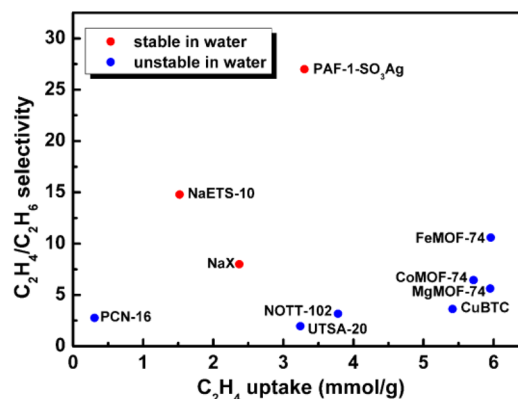 30
25
20
15
10
5
0
0
1
2
3
4
5
6
C₂H₄/C₂H₆ selectivity
C₂H₄ uptake (mmol/g)
stable in water
unstable in water
PAF-1-SO₃Ag
NaETS-10
FeMOF-74
NaX
CoMOF-74
MgMOF-74
CuBTC
NOTT-102
PCN-16
UTSA-20